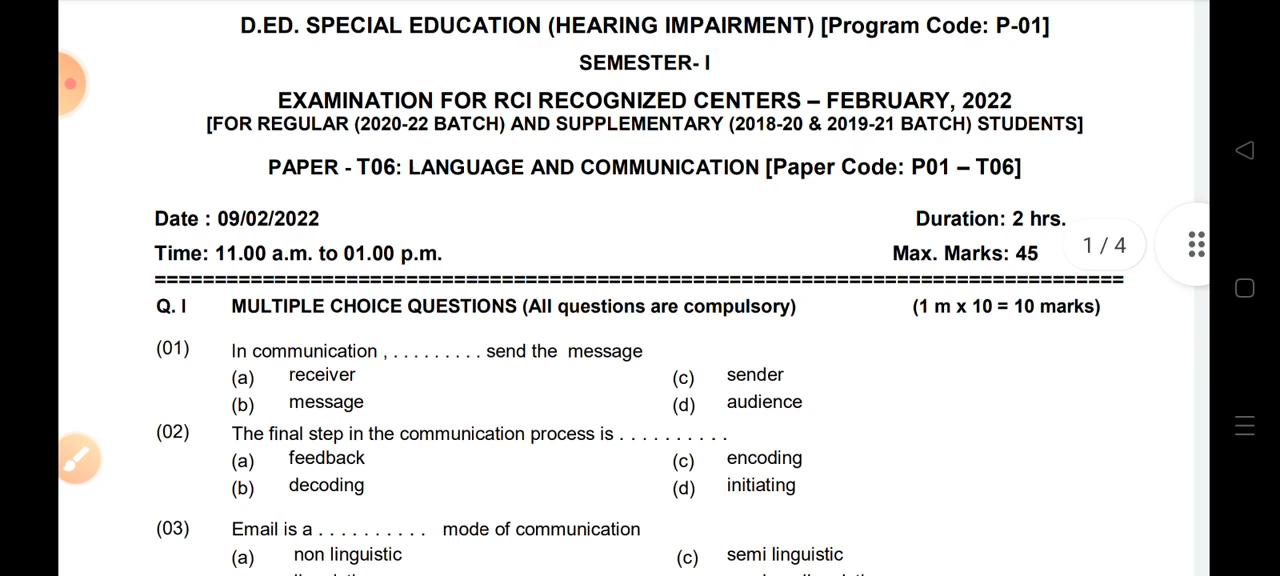 D.ED. SPECIAL EDUCATION (HEARING IMPAIRMENT) [Program Code: P-01]
SEMESTER- I
EXAMINATION FOR RCI RECOGNIZED CENTERS – FEBRUARY, 2022
[FOR REGULAR (2020-22 BATCH) AND SUPPLEMENTARY (2018-20 & 2019-21 BATCH) STUDENTS]
PAPER - T06: LANGUAGE AND COMMUNICATION [Paper Code: P01 – T06]
Date : 09/02/2022 Duration: 2 hrs.
1 / 4
Time: 11.00 a.m. to 01.00 p.m. Max. Marks: 45
================================================================================
Q. I MULTIPLE CHOICE QUESTIONS (All questions are compulsory) (1 m x 10 = 10 marks)
(01) In communication , . . . . . . . . . send the message
(a) receiver (c) sender
(b) message (d) audience
(02) The final step in the communication process is . . . . . . . . . .
(a) feedback (c) encoding
(b) decoding (d) initiating
(03) Email is a . . . . . . . . . . mode of communication
(a) non linguistic (c) semi linguistic